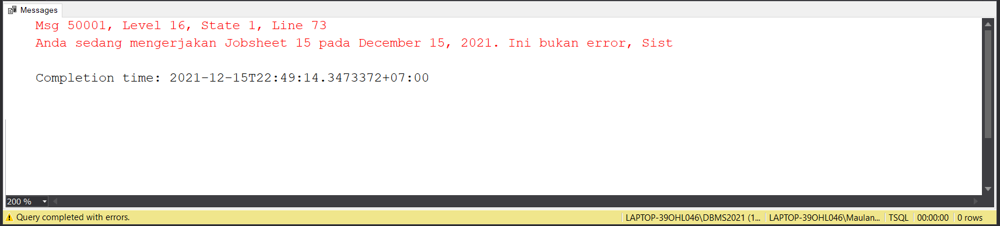 Messages
Msg 50001, Level 16, State 1, Line 73
Anda sedang mengerjakan Jobsheet 15 pada December 15, 2021. Ini bukan error, Sist
Completion time: 2021-12-15T22:49:14.3473372+07:00
200 %
Query completed with errors. LAPTOP-39OHL046\DBMS2021 (1... LAPTOP-39OHL046\Maulan... TSQL 00:00:00 0 rows